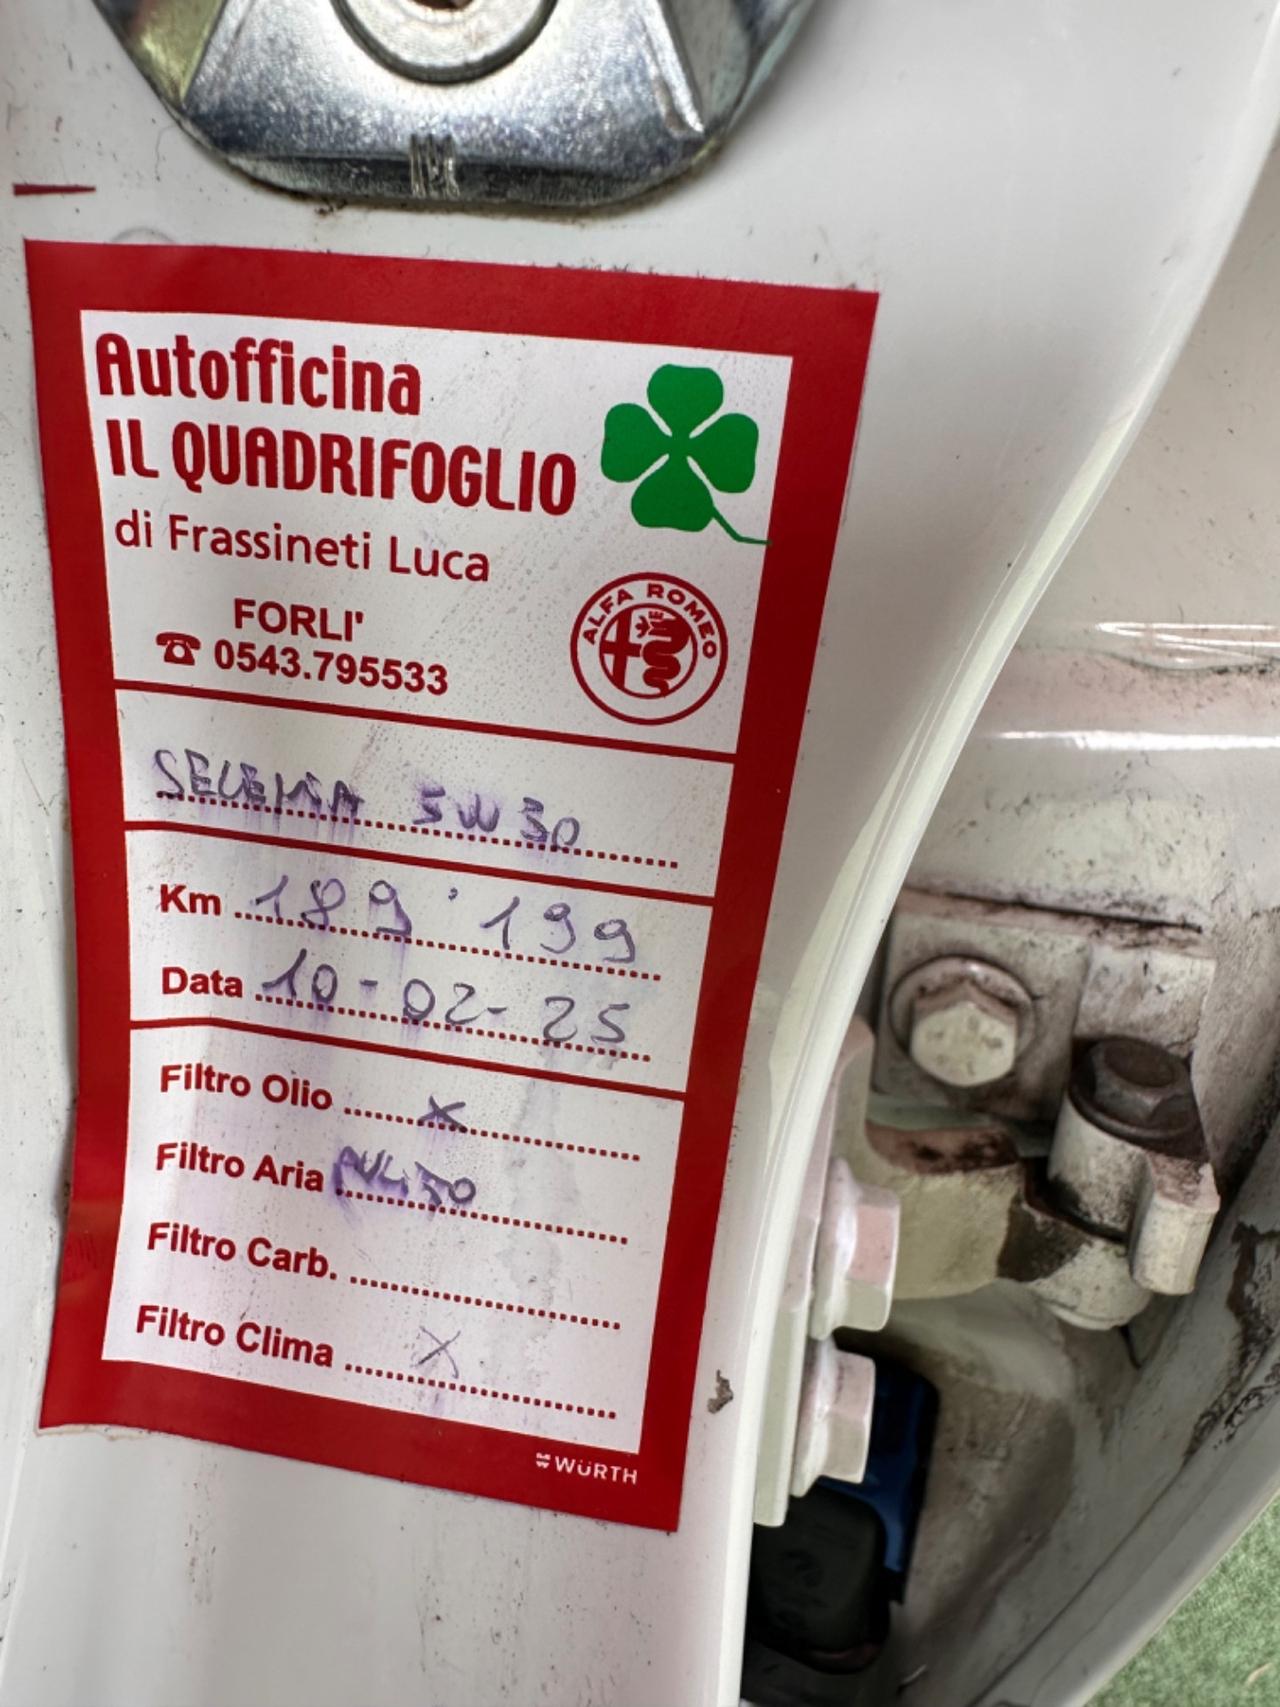 Autofficina
IL QUADRIFOGLIO
di Frassineti Luca
FORLI'
0543.795533
ALFA ROMEO
SELENIA 5W30
Km 189'199
Data 10-02-25
Filtro Olio X
Filtro Aria PULITO
Filtro Carb.
Filtro Clima X
WÜRTH